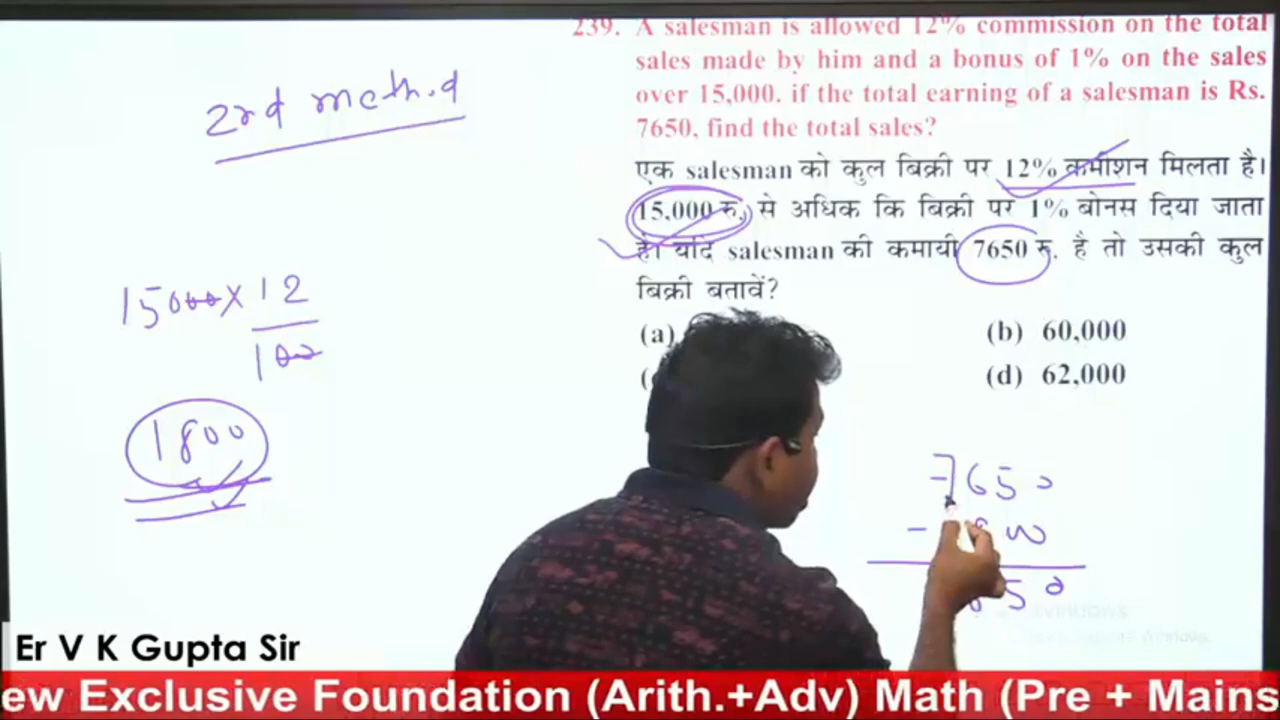 239. A salesman is allowed 12% commission on the total
sales made by him and a bonus of 1% on the sales
over 15,000. if the total earning of a salesman is Rs.
7650, find the total sales?
एक salesman को कुल बिक्री पर 12% कमीशन मिलता है।
15,000 रु. से अधिक कि बिक्री पर 1% बोनस दिया जाता
है। यदि salesman की कमायी 7650 रु. है तो उसकी कुल
बिक्री बतावें?
(a)
(b) 60,000
(d) 62,000
2nd method
15000 x 12
100
1800
7650
-
50
Er V K Gupta Sir
ew Exclusive Foundation (Arith.+Adv) Math (Pre + Mains